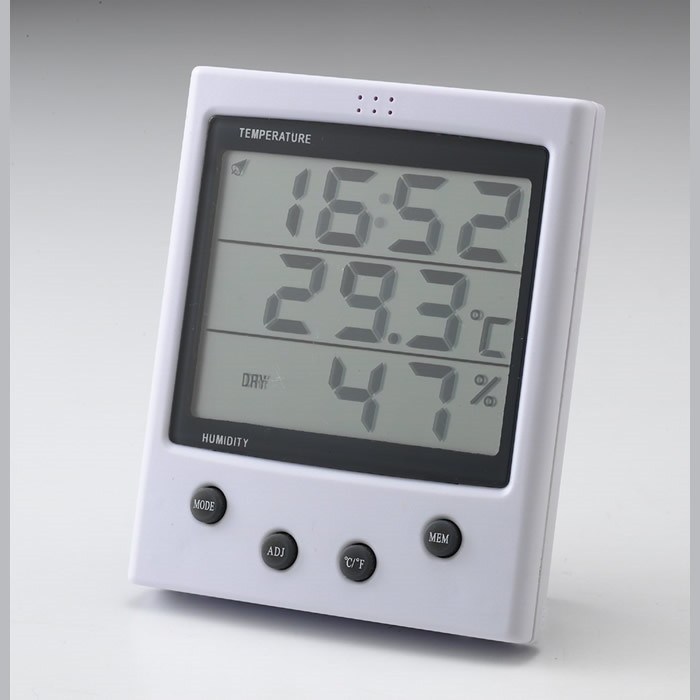 TEMPERATURE
16:52
29.3°C
DRY 47%
HUMIDITY
MODE
ADJ
°C/°F
MEM